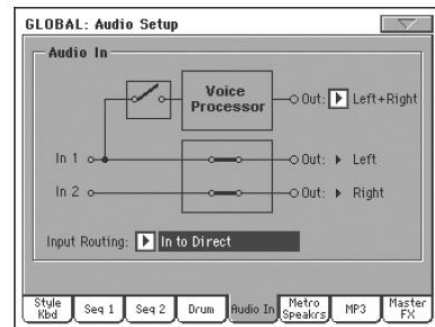 GLOBAL: Audio Setup
Audio In
Voice
Processor
Out: Left+Right
In 1
Out: Left
In 2
Out: Right
Input Routing: In to Direct
Style
Kbd
Seq 1
Seq 2
Drum
Audio In
Metro
Speakrs
MP3
Master
FX